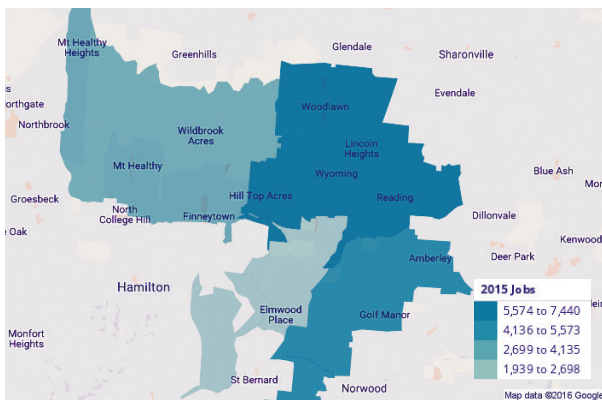 Mt Healthy
Heights
Greenhills
Glendale
Sharonville
Evendale
Northbrook
Wildbrook
Acres
Woodlawn
Lincoln
Heights
Mt Healthy
Wyoming
Blue Ash
Groesbeck
North
College Hill
Finneytown
Hill Top Acres
Reading
Dillonvale
e Oak
Kenwood
Deer Park
Amberley
Hamilton
Elmwood
Place
Golf Manor
Monfort
Heights
St Bernard
Norwood
2015 Jobs
5,574 to 7,440
4,136 to 5,573
2,699 to 4,135
1,939 to 2,698
Map data ©2016 Google